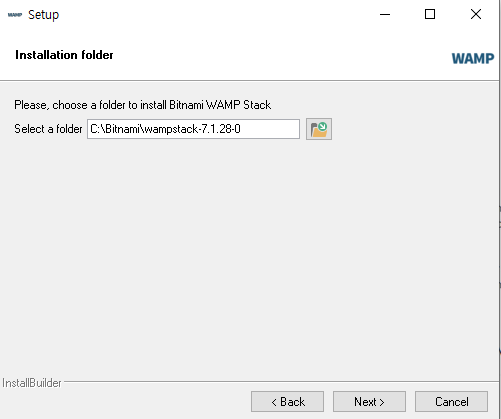 WAMP Setup
Installation folder
WAMP
Please, choose a folder to install Bitnami WAMP Stack
Select a folder C:\Bitnami\wampstack-7.1.28-0
InstallBuilder
< Back Next > Cancel